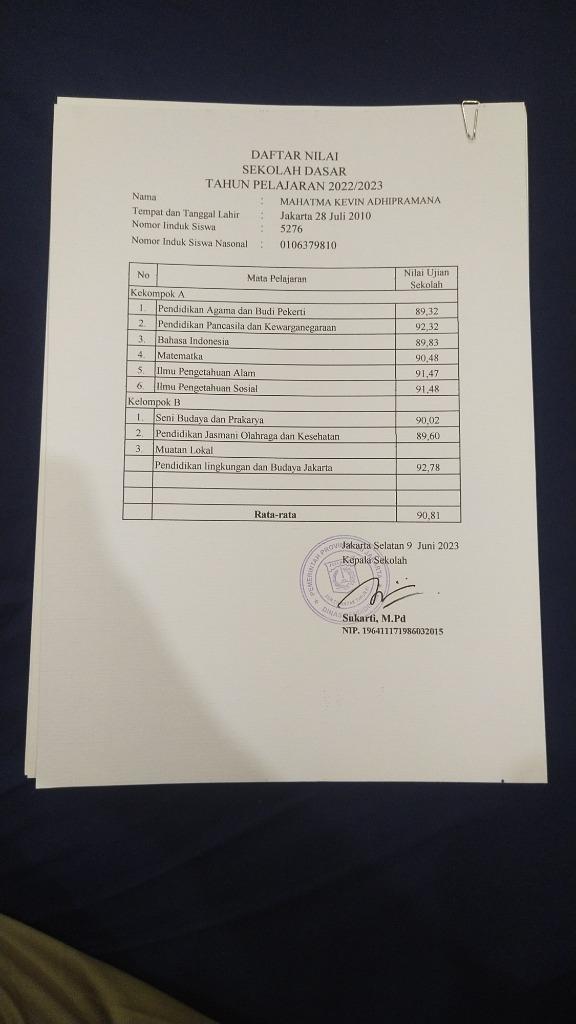 DAFTAR NILAI
SEKOLAH DASAR
TAHUN PELAJARAN 2022/2023
Nama : MAHATMA KEVIN ADHIPRAMANA
Tempat dan Tanggal Lahir : Jakarta 28 Juli 2010
Nomor Iinduk Siswa : 5276
Nomor Induk Siswa Nasonal : 0106379810
No Mata Pelajaran Nilai Ujian Sekolah
Kekompok A
1. Pendidikan Agama dan Budi Pekerti 89,32
2. Pendidikan Pancasila dan Kewarganegaraan 92,32
3. Bahasa Indonesia 89,83
4. Matematka 90,48
5. Ilmu Pengetahuan Alam 91,47
6. Ilmu Pengetahuan Sosial 91,48
Kelompok B
1. Seni Budaya dan Prakarya 90,02
2. Pendidikan Jasmani Olahraga dan Kesehatan 89,60
3. Muatan Lokal
Pendidikan lingkungan dan Budaya Jakarta 92,78
Rata-rata 90,81
Jakarta Selatan 9 Juni 2023
Kepala Sekolah
PEMERINTAH
DINAS
Sukarti, M.Pd
NIP. 196411171986032015